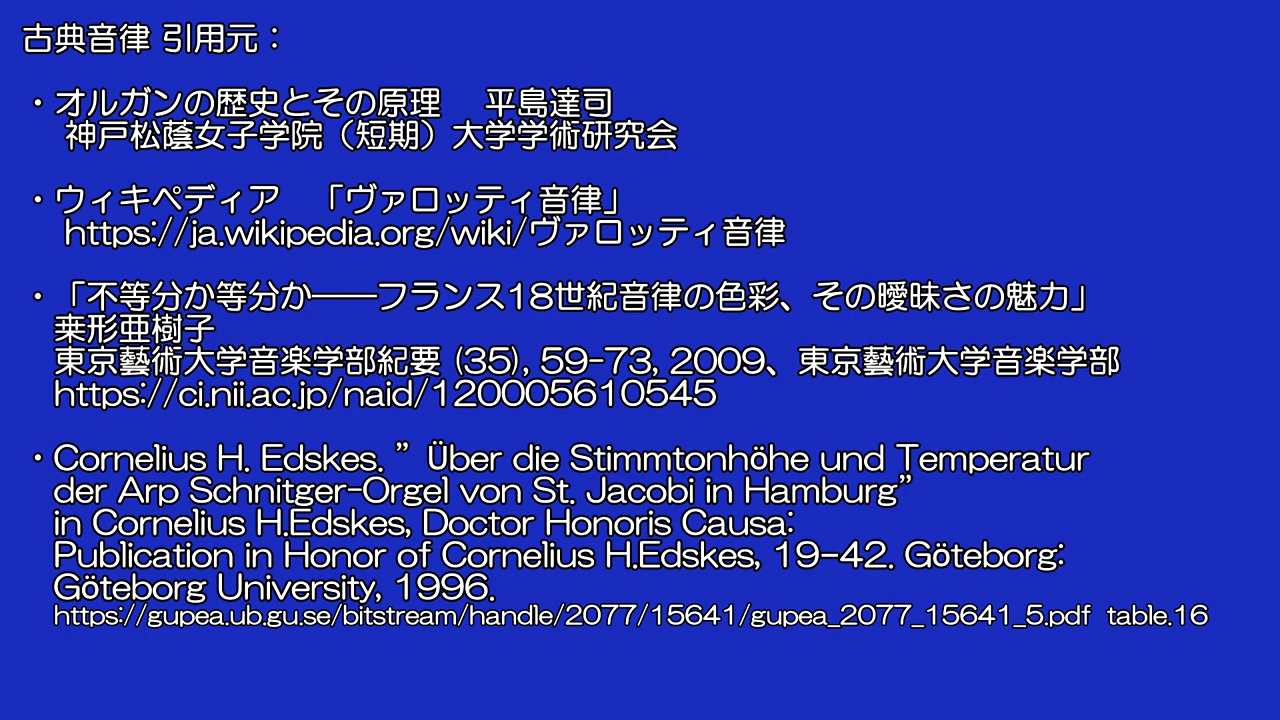 古典音律 引用元：
・オルガンの歴史とその原理　平島達司
神戸松蔭女子学院（短期）大学学術研究会
・ウィキペディア　「ヴァロッティ音律」
https://ja.wikipedia.org/wiki/ヴァロッティ音律
・「不等分か等分か――フランス18世紀音律の色彩、その曖昧さの魅力」
桒形亜樹子
東京藝術大学音楽学部紀要 (35), 59-73, 2009、東京藝術大学音楽学部
https://ci.nii.ac.jp/naid/120005610545
・Cornelius H. Edskes. ”Über die Stimmtonhöhe und Temperatur
der Arp Schnitger-Orgel von St. Jacobi in Hamburg”
in Cornelius H.Edskes, Doctor Honoris Causa:
Publication in Honor of Cornelius H.Edskes, 19-42. Göteborg:
Göteborg University, 1996.
https://gupea.ub.gu.se/bitstream/handle/2077/15641/gupea_2077_15641_5.pdf table.16